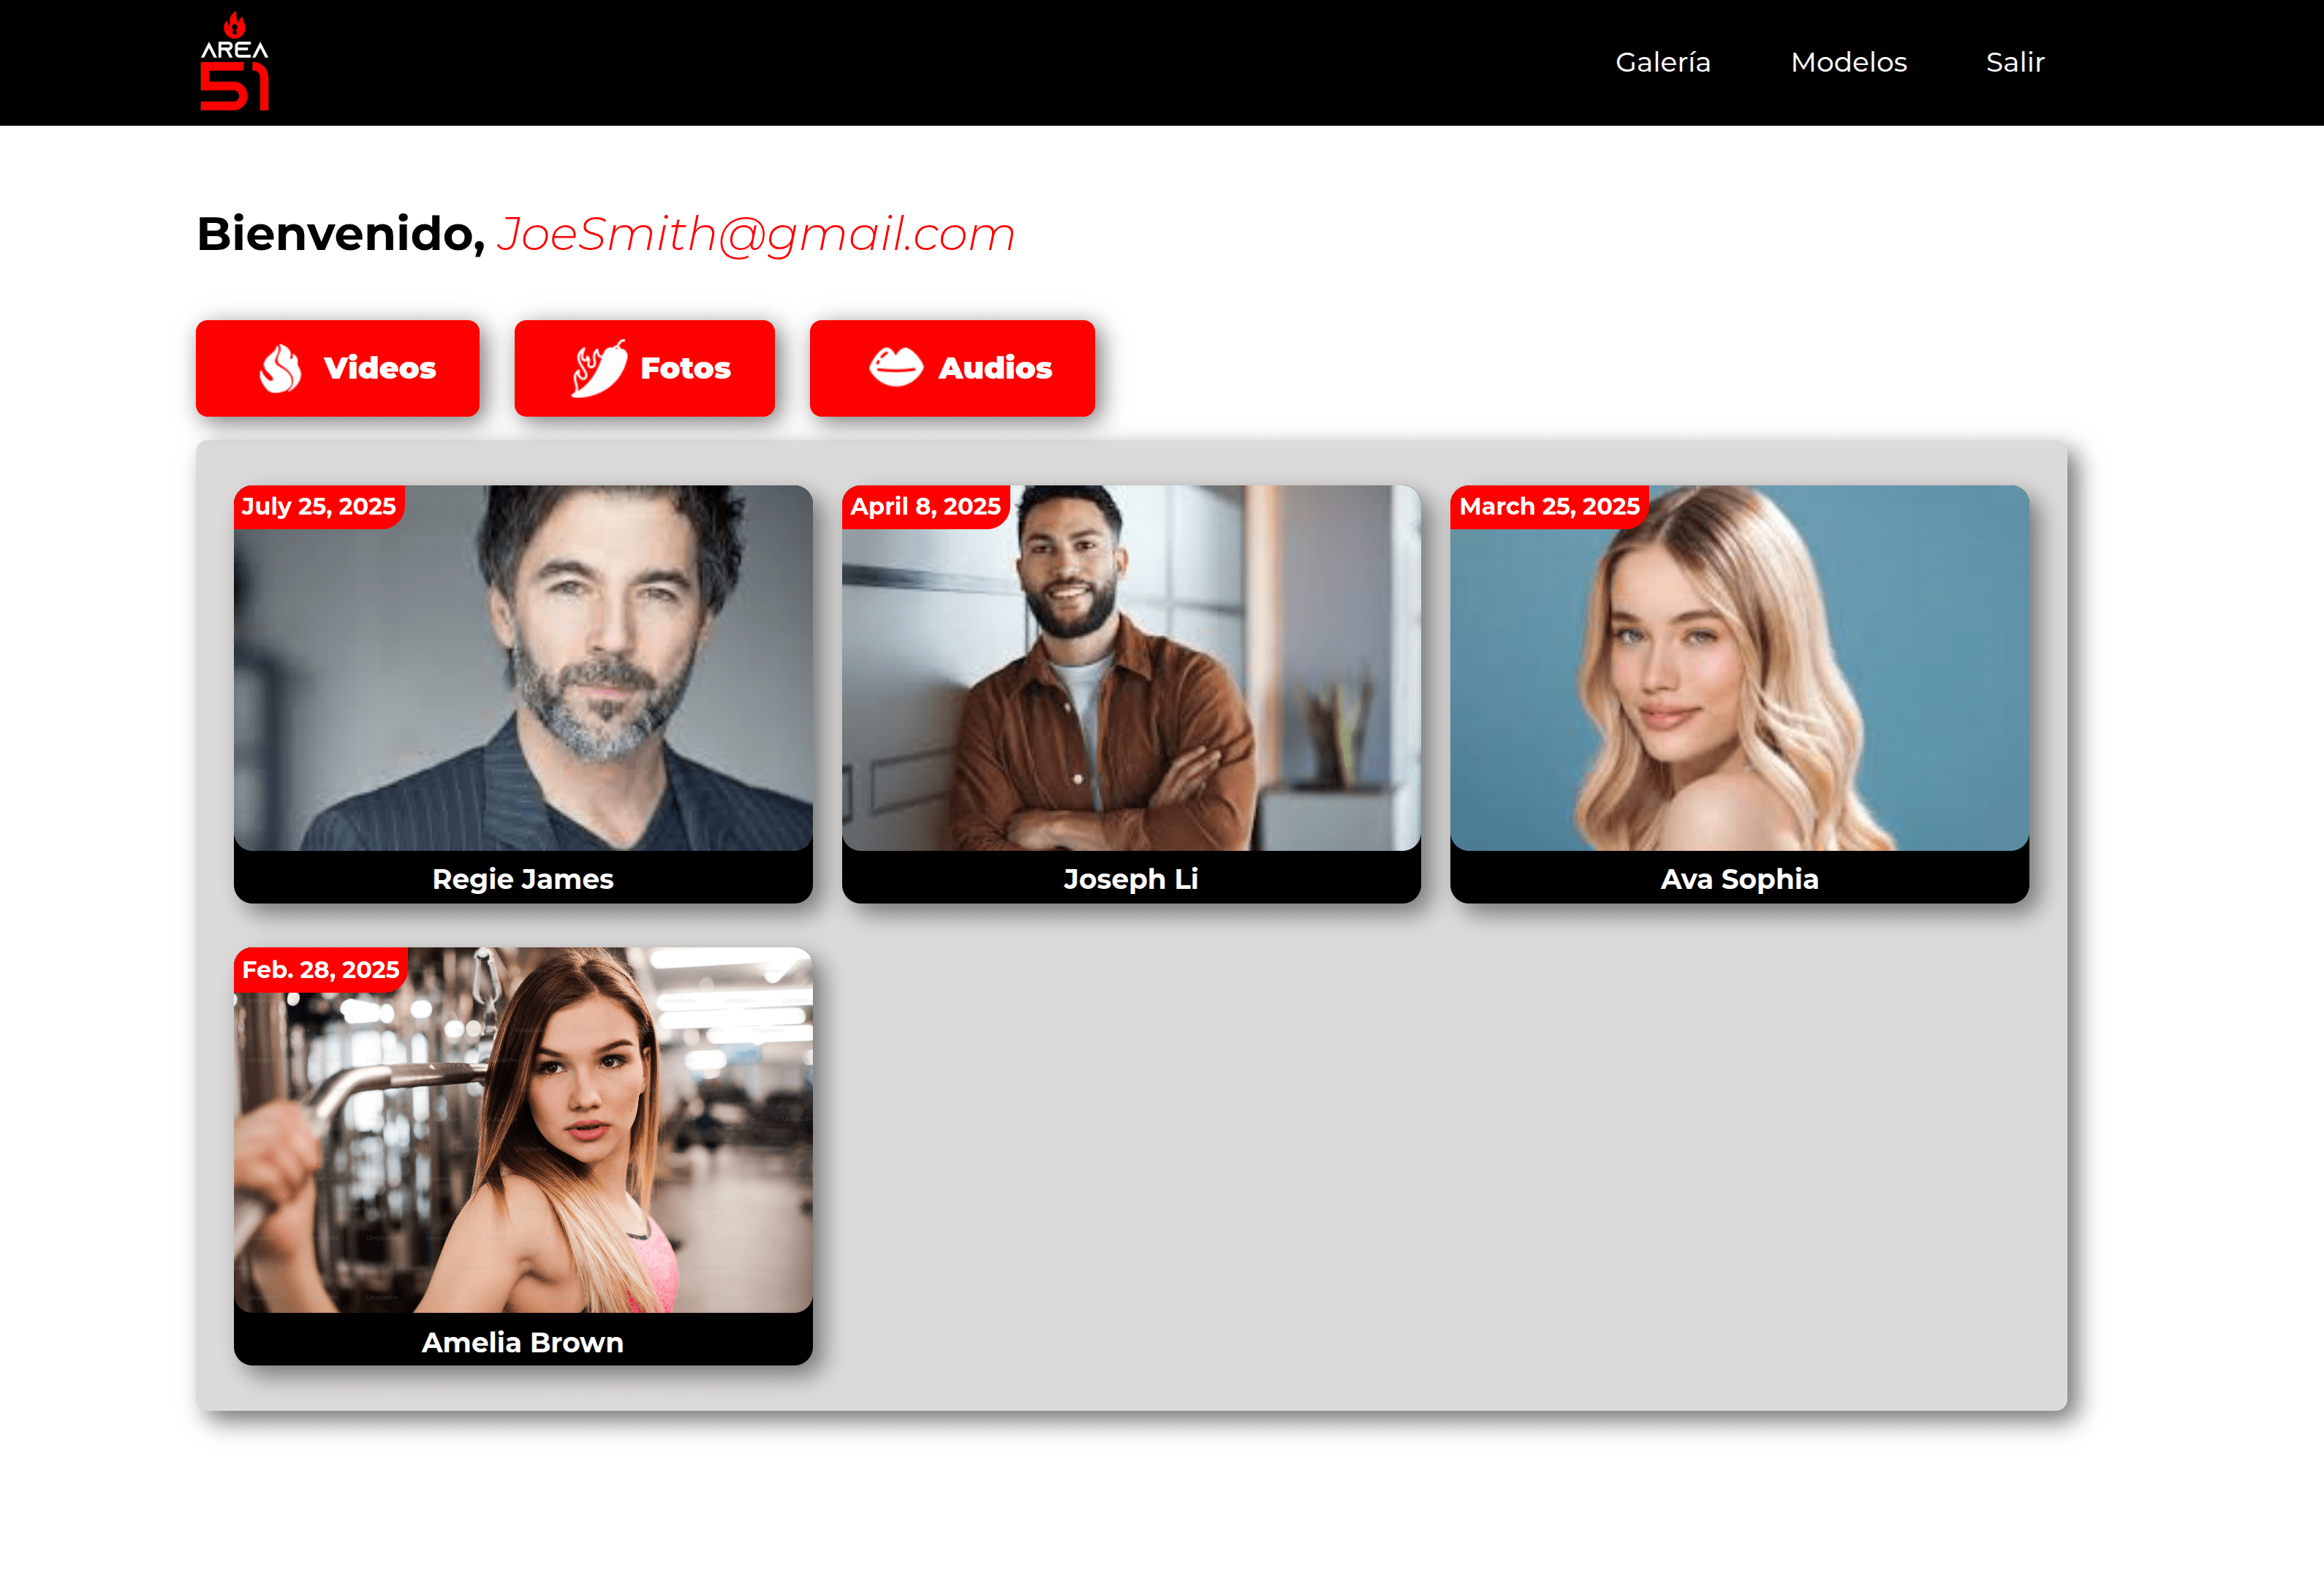 AREA
51
Galería Modelos Salir
Bienvenido, JoeSmith@gmail.com
Videos Fotos Audios
July 25, 2025
April 8, 2025
March 25, 2025
Regie James
Joseph Li
Ava Sophia
Feb. 28, 2025
Amelia Brown